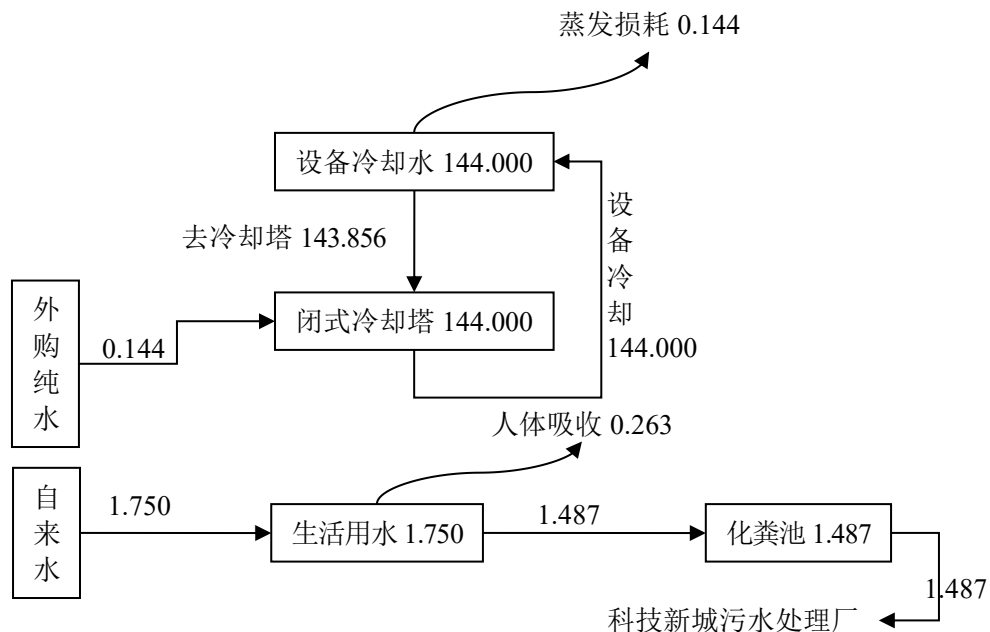 蒸发损耗 0.144
设备冷却水 144.000
去冷却塔 143.856
设备冷却
144.000
外购纯水
0.144
闭式冷却塔 144.000
人体吸收 0.263
自来水
1.750
生活用水 1.750
1.487
化粪池 1.487
1.487
科技新城污水处理厂